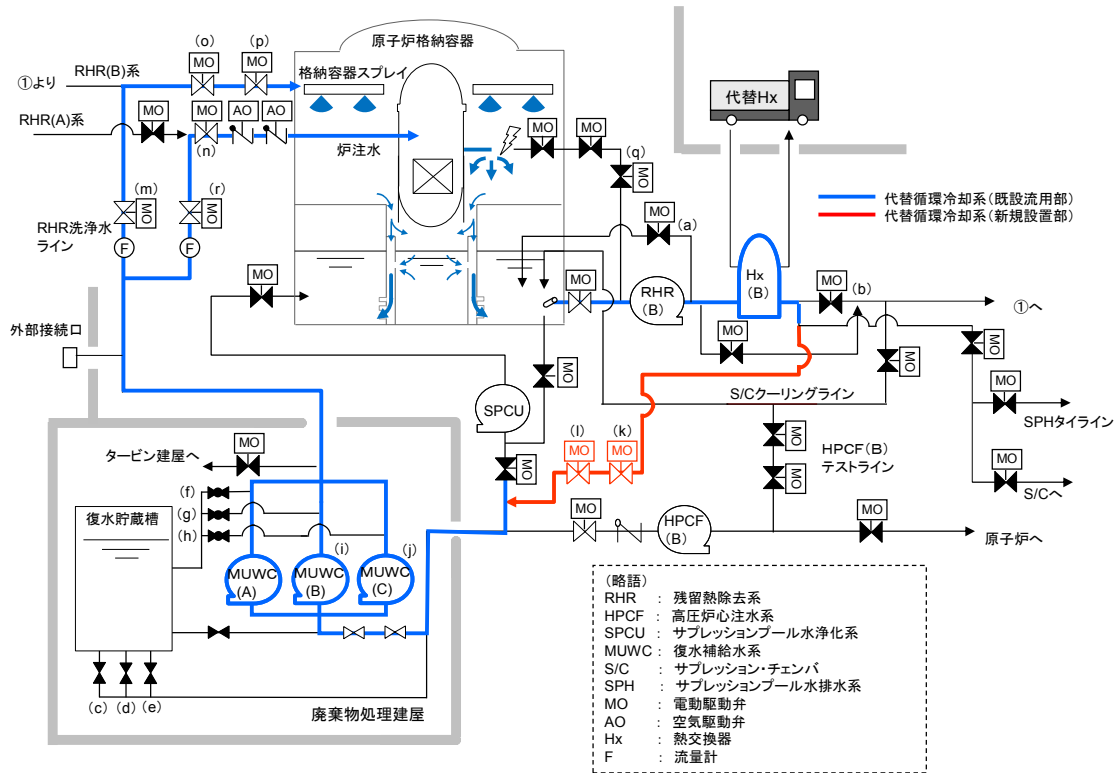 (o)
(p)
MO
MO
原子炉格納容器
①より
RHR(B)系
格納容器スプレイ
代替Hx
RHR(A)系
MO
MO
AO
AO
(n)
炉注水
MO
MO
(q)
MO
代替循環冷却系(既設流用部)
代替循環冷却系(新規設置部)
(m)
(r)
MO
MO
RHR洗浄水
ライン
F
F
(a)
MO
MO
MO
RHR
(B)
Hx
(B)
MO
(b)
①へ
外部接続口
MO
MO
MO
MO
S/Cクーリングライン
MO
SPHタイライン
SPCU
(l)
(k)
MO
MO
MO
MO
HPCF(B)
テストライン
MO
MO
S/Cへ
タービン建屋へ
MO
(f)
(g)
(h)
復水貯蔵槽
MO
HPCF
(B)
MO
原子炉へ
(i)
(j)
MUWC
(A)
MUWC
(B)
MUWC
(C)
(c)
(d)
(e)
廃棄物処理建屋
(略語)
RHR : 残留熱除去系
HPCF : 高圧炉心注水系
SPCU : サプレッションプール水浄化系
MUWC : 復水補給水系
S/C : サプレッション・チェンバ
SPH : サプレッションプール水排水系
MO : 電動駆動弁
AO : 空気駆動弁
Hx : 熱交換器
F : 流量計